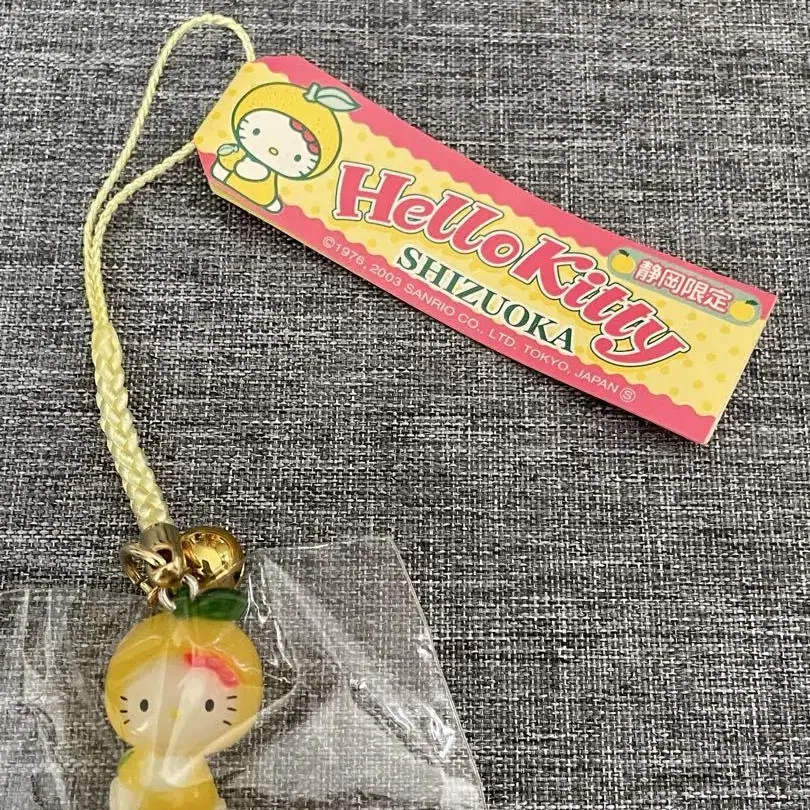 Hello Kitty
静岡限定
SHIZUOKA
©1976, 2003 SANRIO CO., LTD. TOKYO, JAPAN Ⓢ